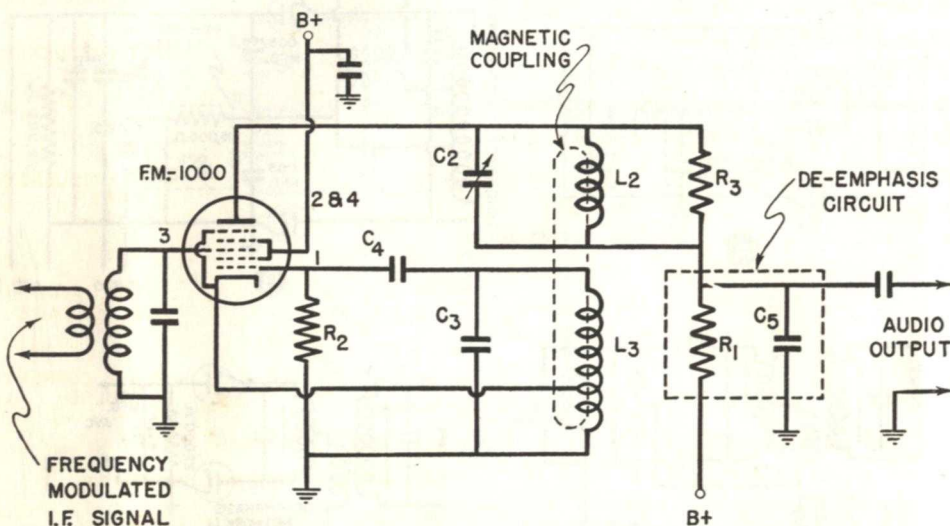 B+
MAGNETIC
COUPLING
F.M.-1000
C2
L2
R3
DE-EMPHASIS
CIRCUIT
2 & 4
3
1
C4
R2
C3
L3
R1
C5
AUDIO
OUTPUT
FREQUENCY
MODULATED
I.F. SIGNAL
B+